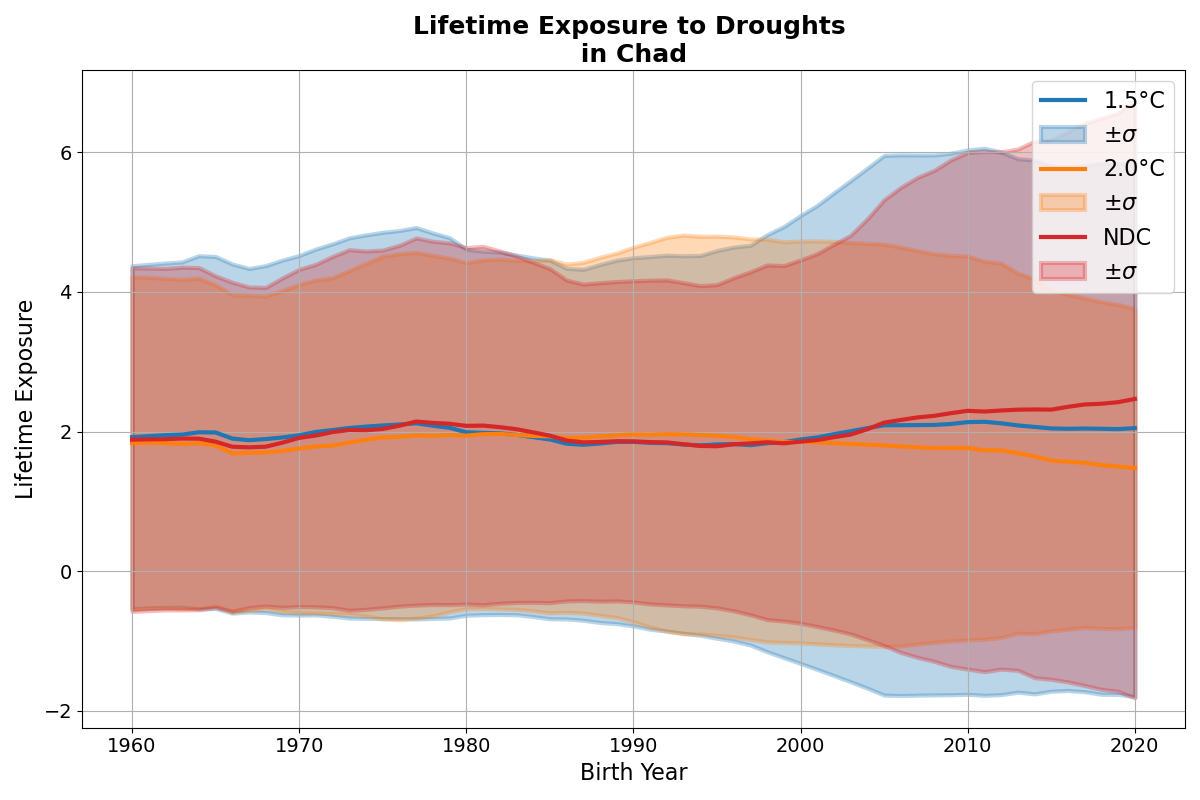 Lifetime Exposure to Droughts
in Chad
1.5°C
±σ
2.0°C
±σ
NDC
±σ
Lifetime Exposure
6
4
2
0
−2
1960
1970
1980
1990
2000
2010
2020
Birth Year